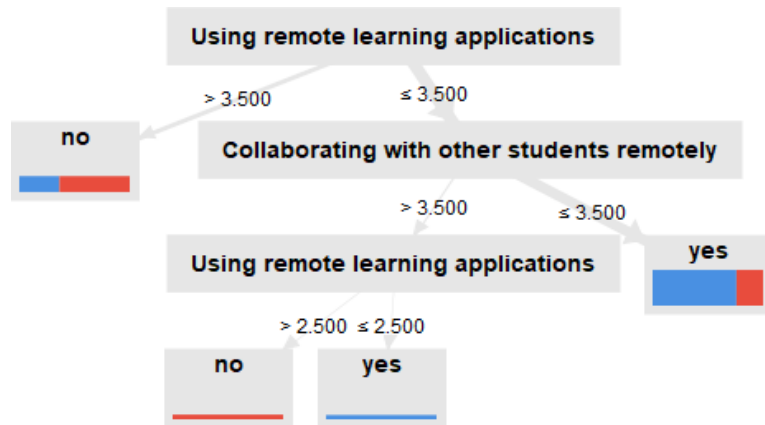 Using remote learning applications
> 3.500
≤ 3.500
no
Collaborating with other students remotely
> 3.500
≤ 3.500
Using remote learning applications
yes
> 2.500 ≤ 2.500
no
yes